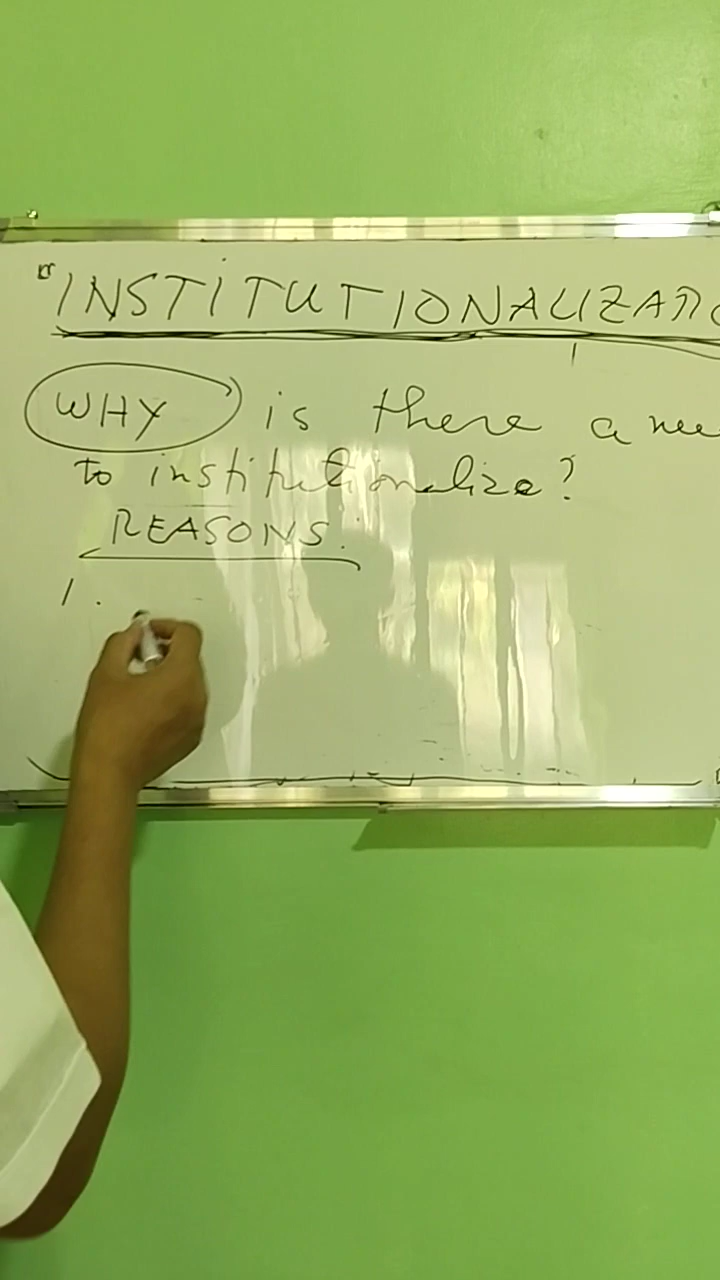 "INSTITUTIONALIZATIO
WHY is there a nee
to institutionalize?
REASONS.
1.